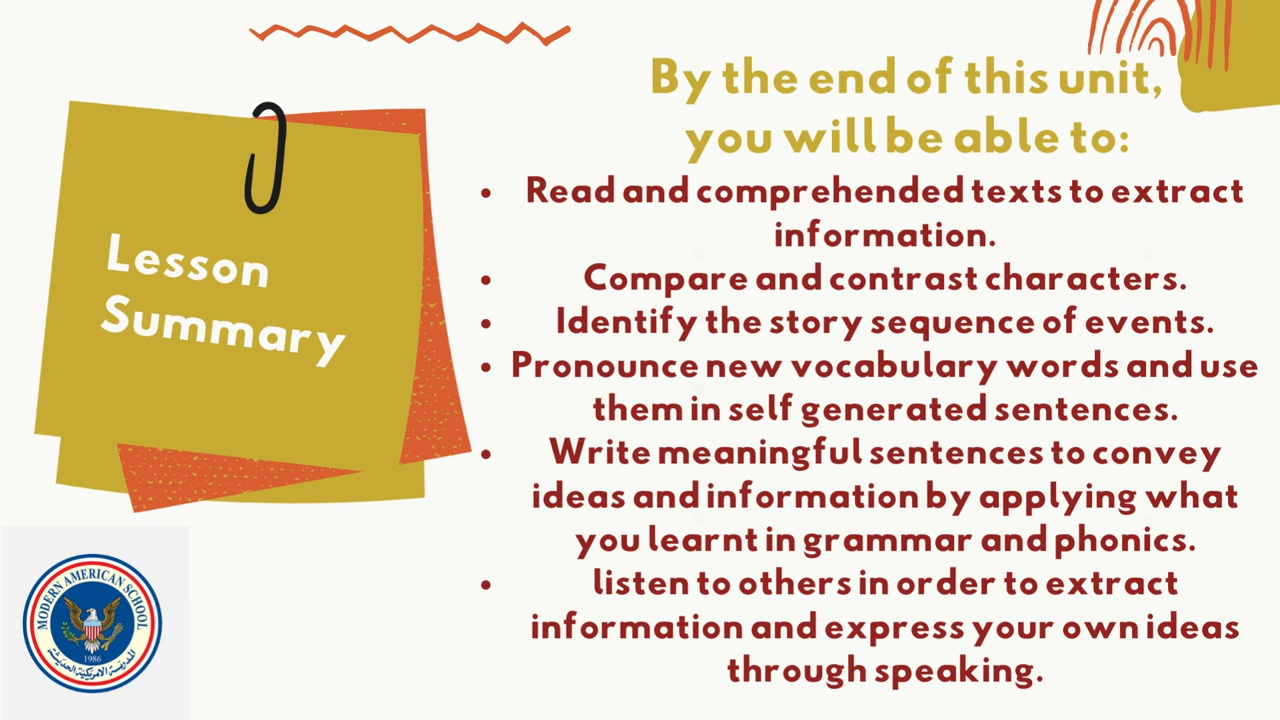 Lesson
Summary
By the end of this unit,
you will be able to:
• Read and comprehended texts to extract
information.
• Compare and contrast characters.
• Identify the story sequence of events.
• Pronounce new vocabulary words and use
them in self generated sentences.
• Write meaningful sentences to convey
ideas and information by applying what
you learnt in grammar and phonics.
• listen to others in order to extract
information and express your own ideas
through speaking.
MODERN AMERICAN SCHOOL
1986
المدرسة الامريكية الحديثة